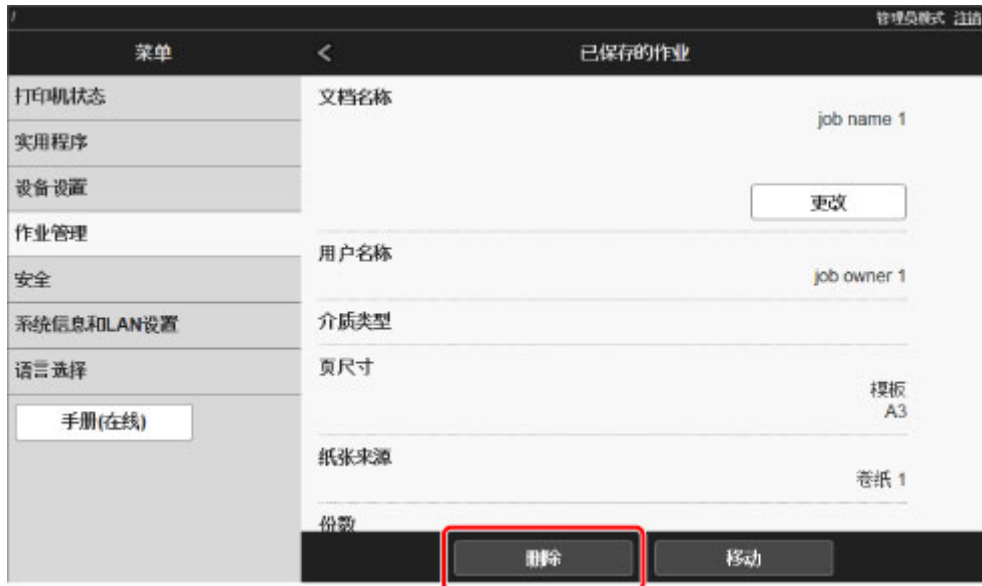 /
管理员模式 注销
菜单
< 已保存的作业
打印机状态
实用程序
设备设置
作业管理
安全
系统信息和LAN设置
语言选择
手册(在线)
文档名称
job name 1
更改
用户名称
job owner 1
介质类型
页尺寸
模板
A3
纸张来源
卷纸 1
份数
删除
移动